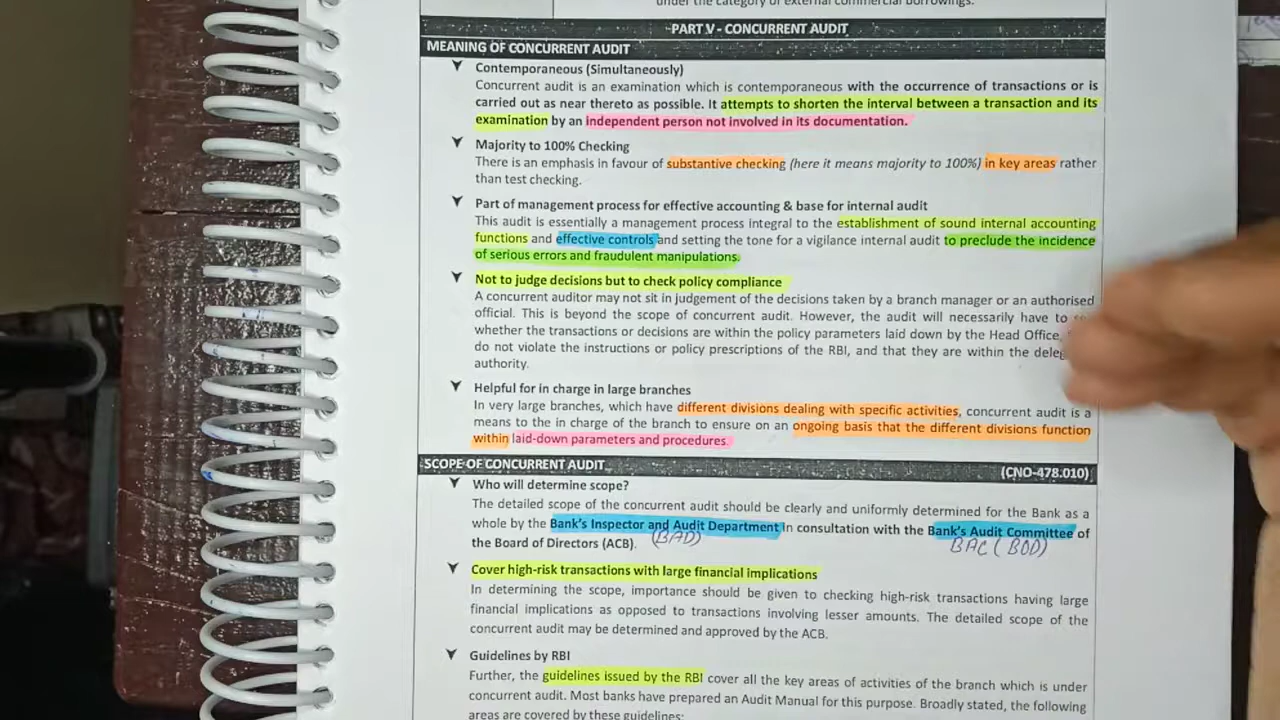 under the category of external commercial borrowings.
PART V - CONCURRENT AUDIT
MEANING OF CONCURRENT AUDIT
Contemporaneous (Simultaneously)
Concurrent audit is an examination which is contemporaneous with the occurrence of transactions or is
carried out as near thereto as possible. It attempts to shorten the interval between a transaction and its
examination by an independent person not involved in its documentation.
Majority to 100% Checking
There is an emphasis in favour of substantive checking (here it means majority to 100%) in key areas rather
than test checking.
Part of management process for effective accounting & base for internal audit
This audit is essentially a management process integral to the establishment of sound internal accounting
functions and effective controls and setting the tone for a vigilance internal audit to preclude the incidence
of serious errors and fraudulent manipulations.
Not to judge decisions but to check policy compliance
A concurrent auditor may not sit in judgement of the decisions taken by a branch manager or an authorised
official. This is beyond the scope of concurrent audit. However, the audit will necessarily have to
whether the transactions or decisions are within the policy parameters laid down by the Head Office,
do not violate the instructions or policy prescriptions of the RBI, and that they are within the
authority.
Helpful for in charge in large branches
In very large branches, which have different divisions dealing with specific activities, concurrent audit is a
means to the in charge of the branch to ensure on an ongoing basis that the different divisions function
within laid-down parameters and procedures.
SCOPE OF CONCURRENT AUDIT (CNO-478.010)
Who will determine scope?
The detailed scope of the concurrent audit should be clearly and uniformly determined for the Bank as a
whole by the Bank's Inspector and Audit Department in consultation with the Bank's Audit Committee of
the Board of Directors (ACB). (BAD) BAC (BOD)
Cover high-risk transactions with large financial implications
In determining the scope, importance should be given to checking high-risk transactions having large
financial implications as opposed to transactions involving lesser amounts. The detailed scope of the
concurrent audit may be determined and approved by the ACB.
Guidelines by RBI
Further, the guidelines issued by the RBI cover all the key areas of activities of the branch which is under
concurrent audit. Most banks have prepared an Audit Manual for this purpose. Broadly stated, the following
areas are covered by these guidelines: